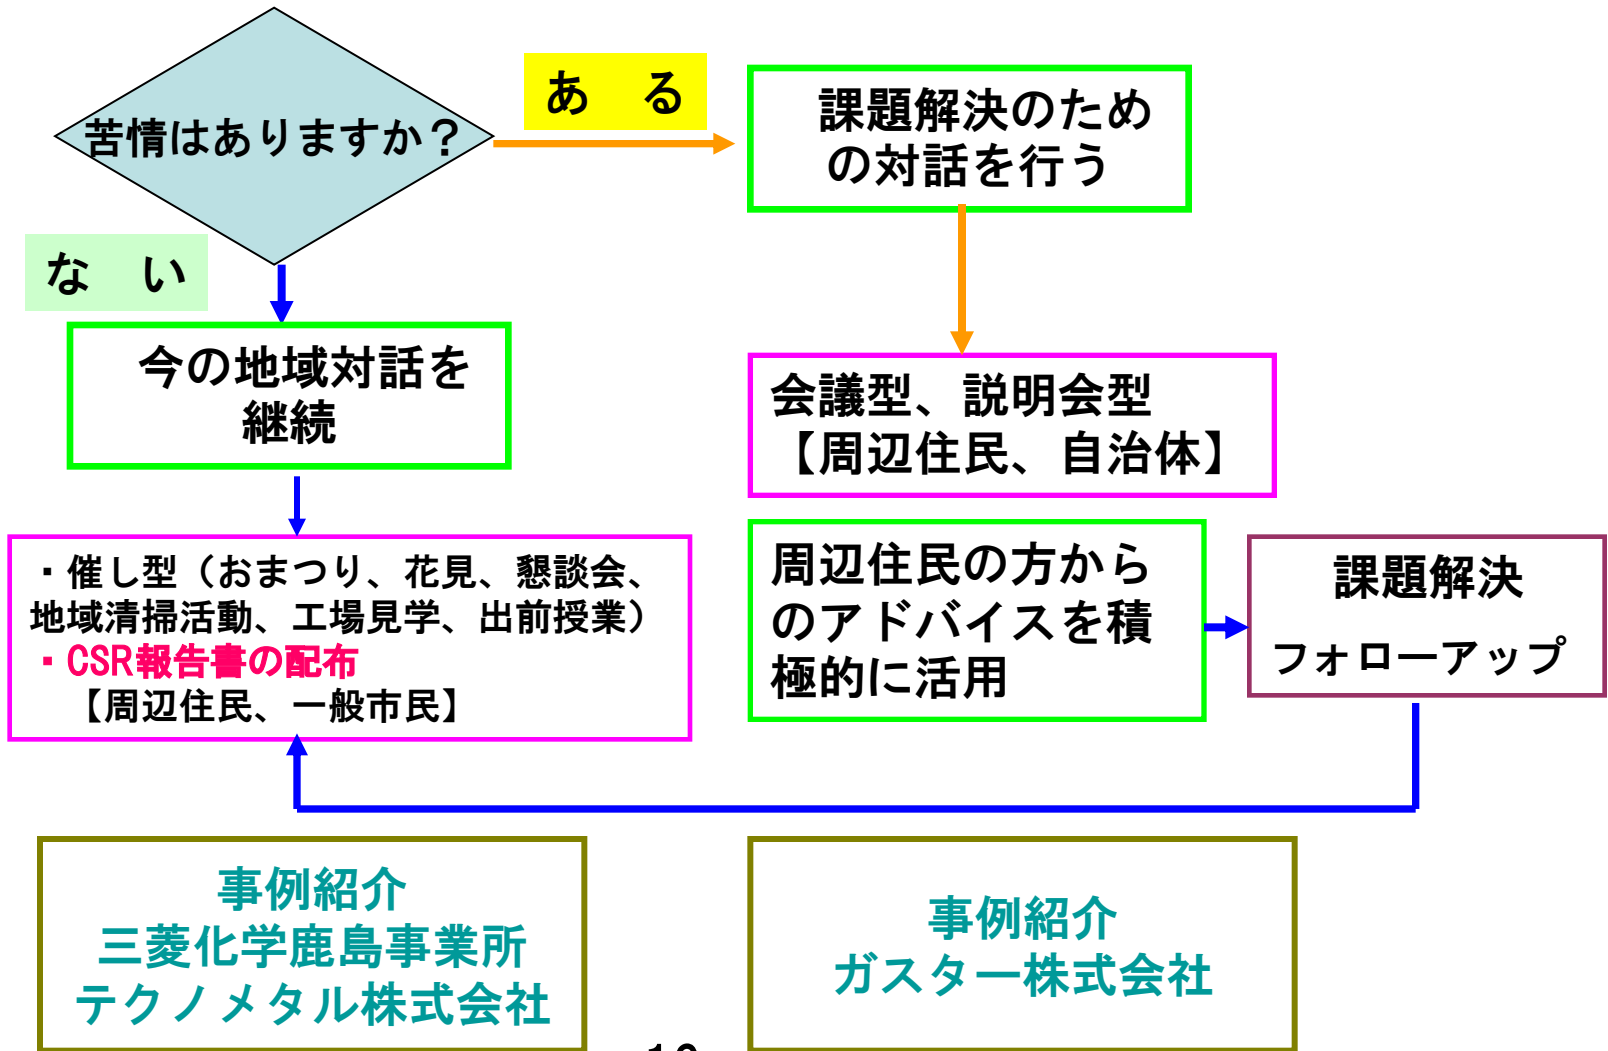 苦情はありますか？
あ　る
課題解決のため
の対話を行う
な　い
今の地域対話を
継続
会議型、説明会型
【周辺住民、自治体】
・催し型（おまつり、花見、懇談会、
地域清掃活動、工場見学、出前授業）
・CSR報告書の配布
【周辺住民、一般市民】
周辺住民の方から
のアドバイスを積
極的に活用
課題解決
フォローアップ
事例紹介
三菱化学鹿島事業所
テクノメタル株式会社
事例紹介
ガスター株式会社